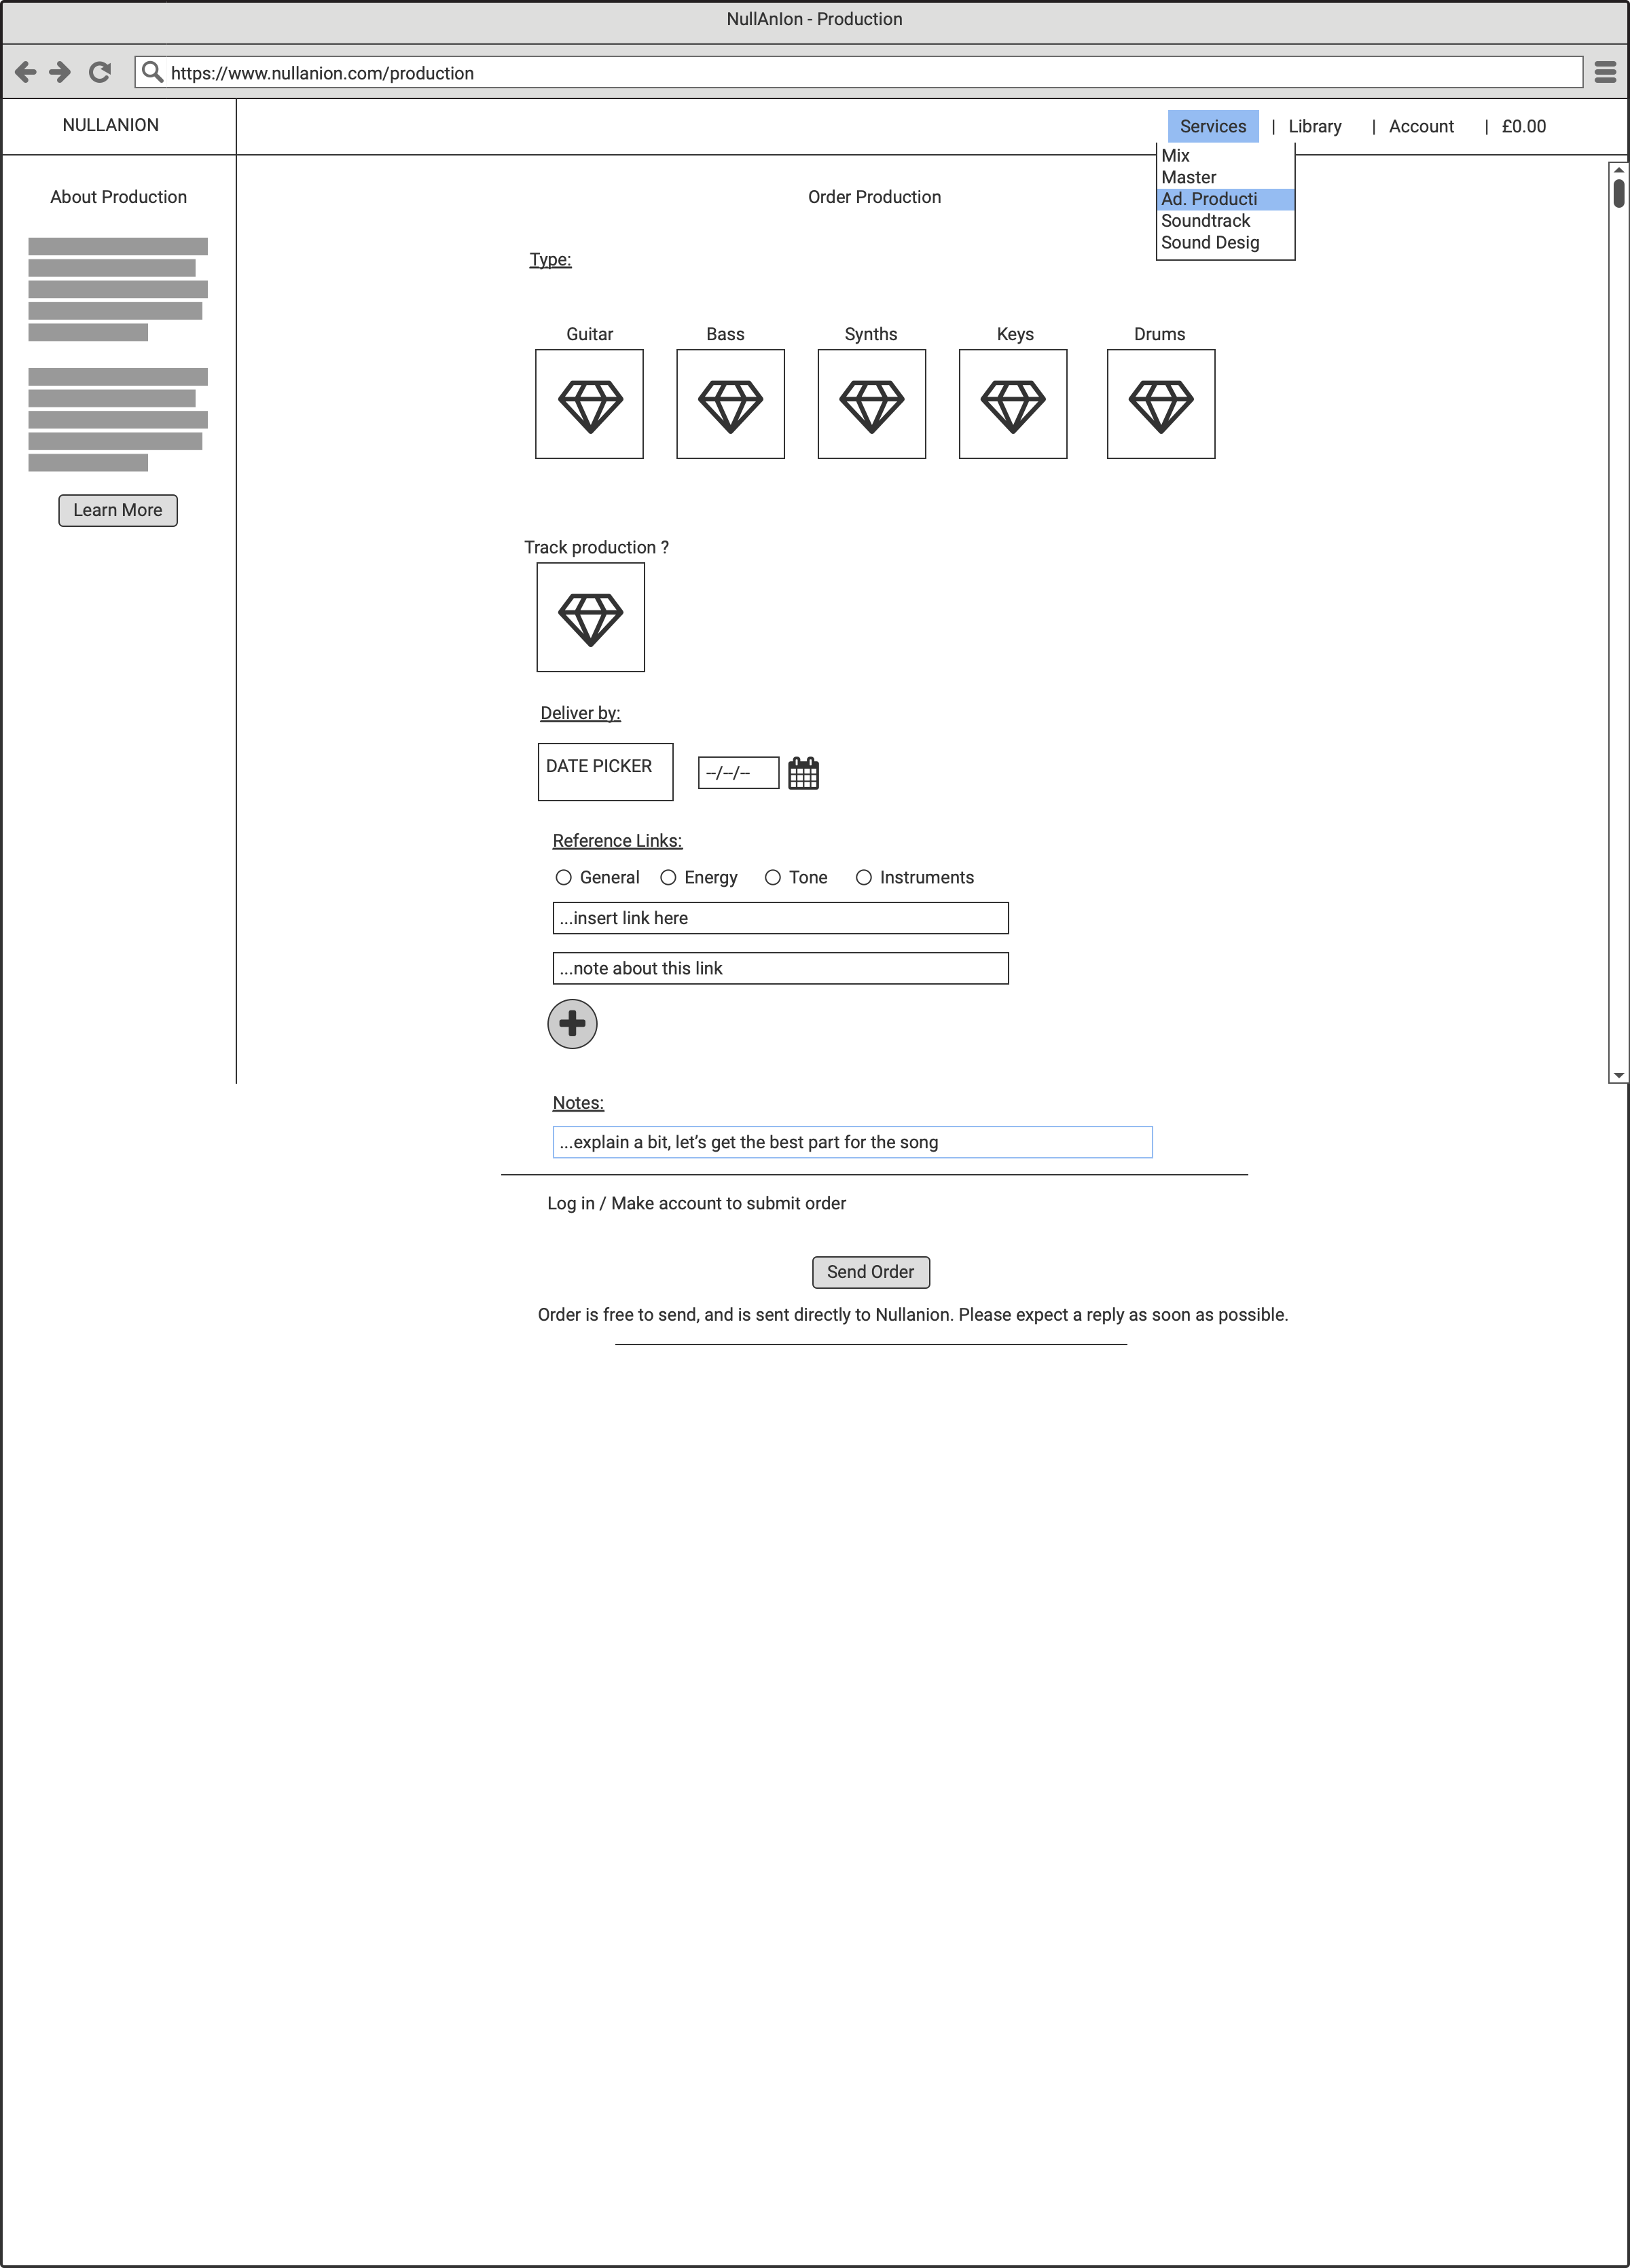 NullAnIon - Production
https://www.nullanion.com/production
NULLANION
Services | Library | Account | £0.00
Mix
Master
Ad. Producti
Soundtrack
Sound Desig
About Production
Learn More
Order Production
Type:
Guitar Bass Synths Keys Drums
Track production ?
Deliver by:
DATE PICKER --/--/--
Reference Links:
General Energy Tone Instruments
...insert link here
...note about this link
Notes:
...explain a bit, let’s get the best part for the song
Log in / Make account to submit order
Send Order
Order is free to send, and is sent directly to Nullanion. Please expect a reply as soon as possible.